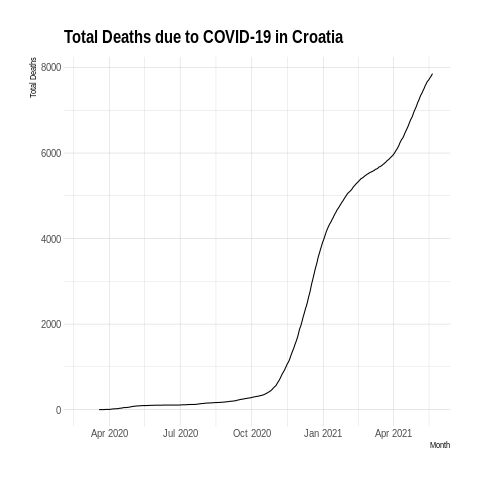 Total Deaths due to COVID-19 in Croatia
Total Deaths
8000
6000
4000
2000
0
Apr 2020 Jul 2020 Oct 2020 Jan 2021 Apr 2021
Month